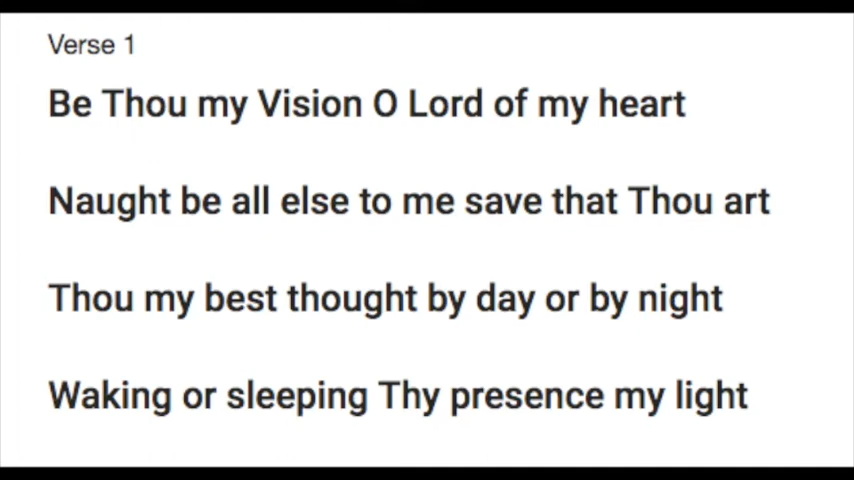 Verse 1
Be Thou my Vision O Lord of my heart
Naught be all else to me save that Thou art
Thou my best thought by day or by night
Waking or sleeping Thy presence my light